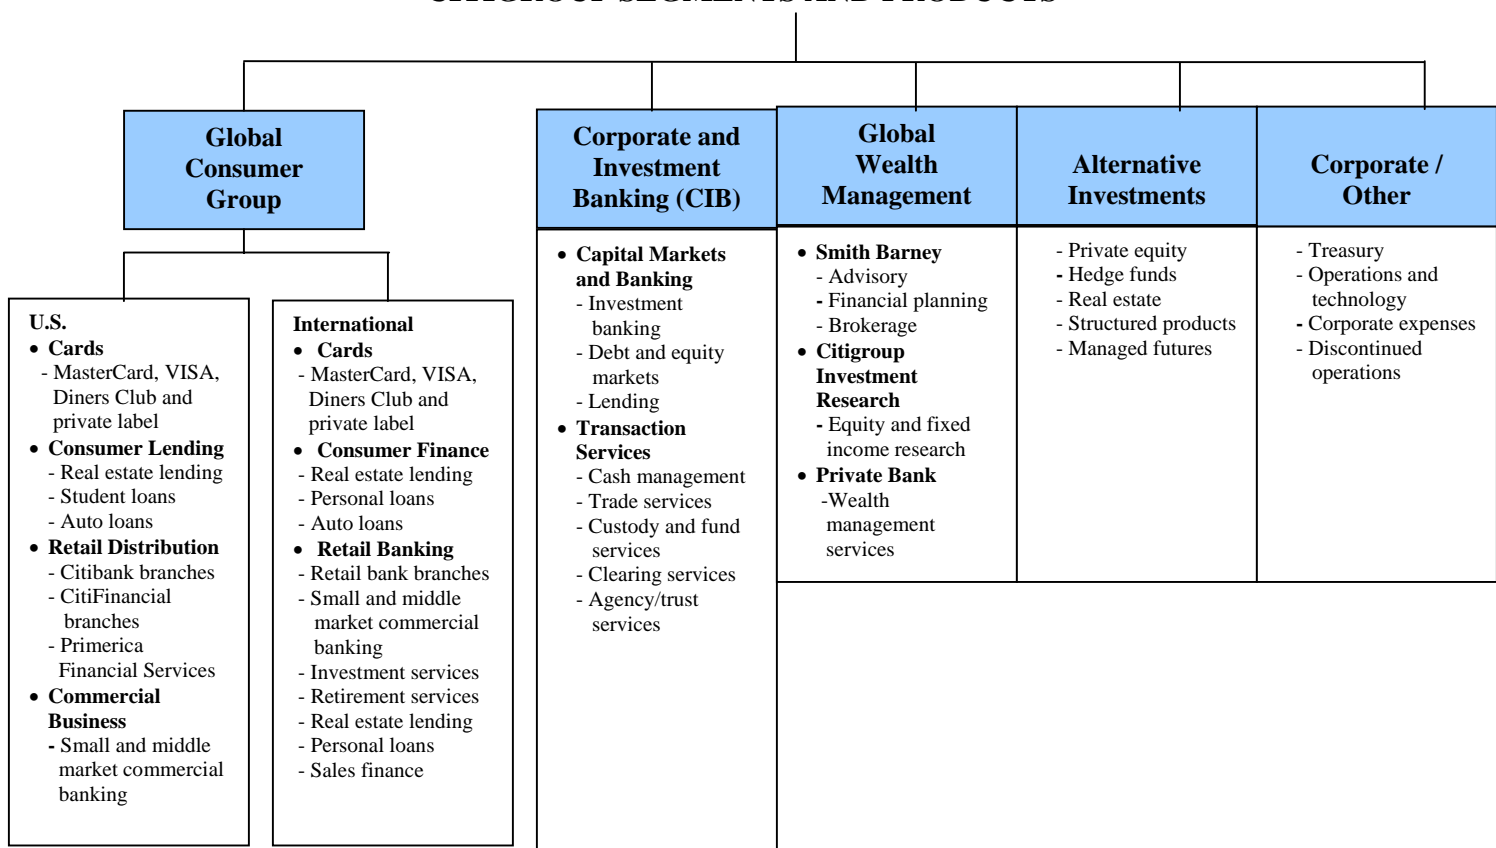 CITIGROUP SEGMENTS AND PRODUCTS
Global
Consumer
Group
Corporate and
Investment
Banking (CIB)
Global
Wealth
Management
Alternative
Investments
Corporate /
Other
U.S.
• Cards
- MasterCard, VISA,
Diners Club and
private label
• Consumer Lending
- Real estate lending
- Student loans
- Auto loans
• Retail Distribution
- Citibank branches
- CitiFinancial
branches
- Primerica
Financial Services
• Commercial
Business
- Small and middle
market commercial
banking
International
• Cards
- MasterCard, VISA,
Diners Club and
private label
• Consumer Finance
- Real estate lending
- Personal loans
- Auto loans
• Retail Banking
- Retail bank branches
- Small and middle
market commercial
banking
- Investment services
- Retirement services
- Real estate lending
- Personal loans
- Sales finance
• Capital Markets
and Banking
- Investment
banking
- Debt and equity
markets
- Lending
• Transaction
Services
- Cash management
- Trade services
- Custody and fund
services
- Clearing services
- Agency/trust
services
• Smith Barney
- Advisory
- Financial planning
- Brokerage
• Citigroup
Investment
Research
- Equity and fixed
income research
• Private Bank
-Wealth
management
services
- Private equity
- Hedge funds
- Real estate
- Structured products
- Managed futures
- Treasury
- Operations and
technology
- Corporate expenses
- Discontinued
operations